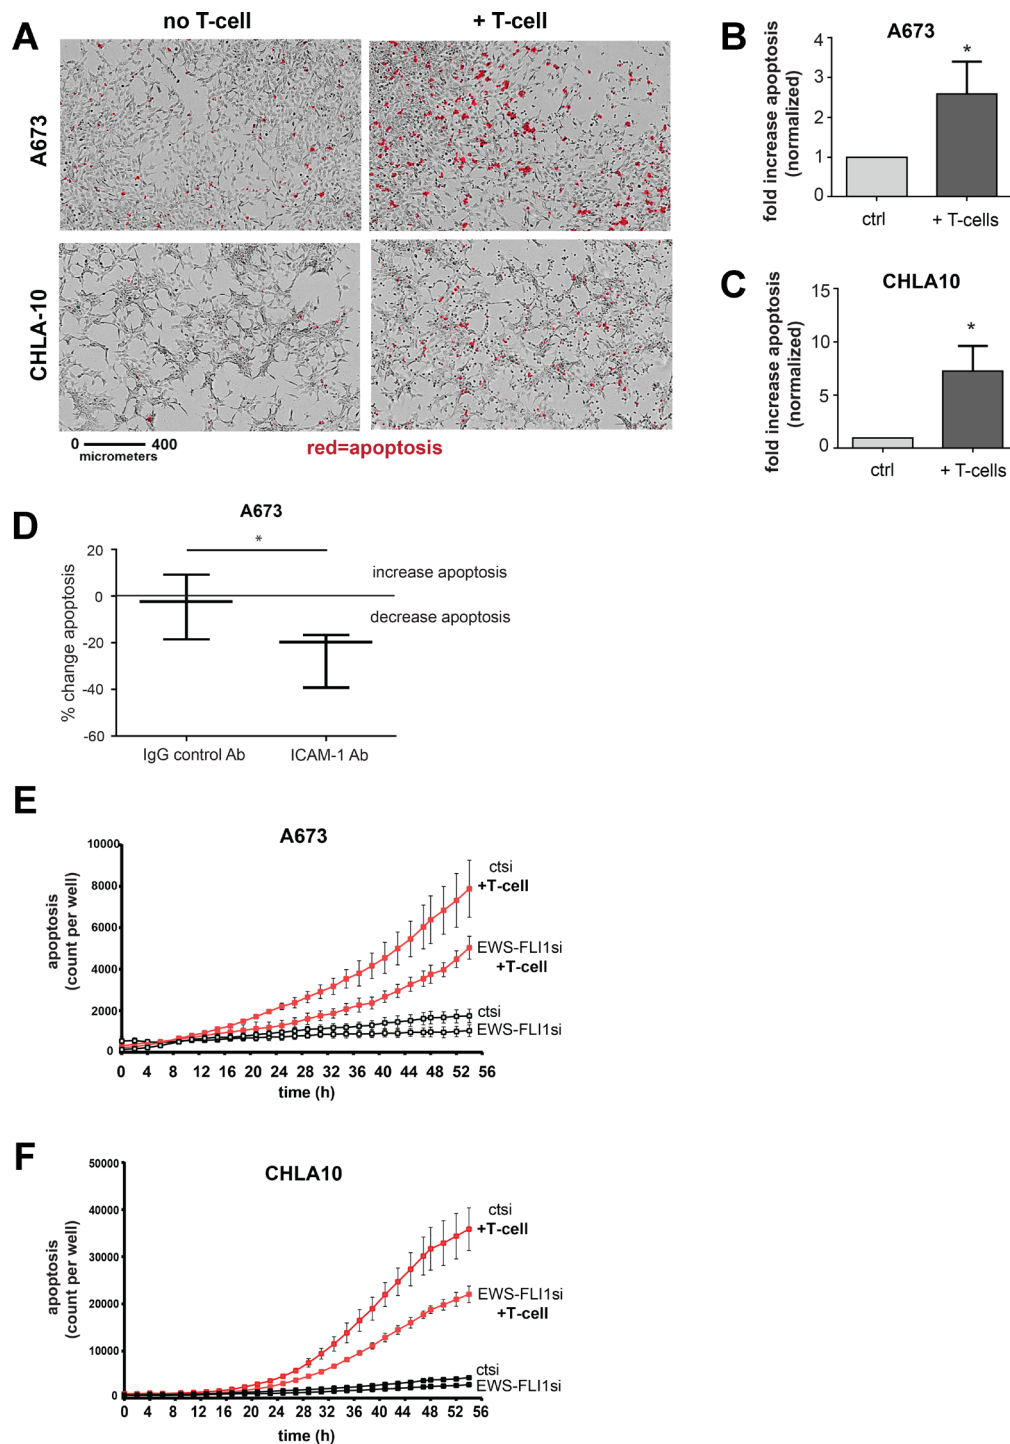 A
no T-cell
+ T-cell
A673
CHLA-10
0 400
micrometers
red=apoptosis
B
A673
fold increase apoptosis
(normalized)
4
3
2
1
0
*
ctrl
+ T-cells
C
CHLA10
fold increase apoptosis
(normalized)
15
10
5
0
*
ctrl
+ T-cells
D
A673
% change apoptosis
20
0
-20
-40
-60
*
increase apoptosis
decrease apoptosis
IgG control Ab
ICAM-1 Ab
E
A673
apoptosis
(count per well)
10000
8000
6000
4000
2000
0
ctsi
+T-cell
EWS-FLI1si
+T-cell
ctsi
EWS-FLI1si
0 4 8 12 16 20 24 28 32 36 40 44 48 52 56
time (h)
F
CHLA10
apoptosis
(count per well)
50000
40000
30000
20000
10000
0
ctsi
+T-cell
EWS-FLI1si
+T-cell
ctsi
EWS-FLI1si
0 4 8 12 16 20 24 28 32 36 40 44 48 52 56
time (h)